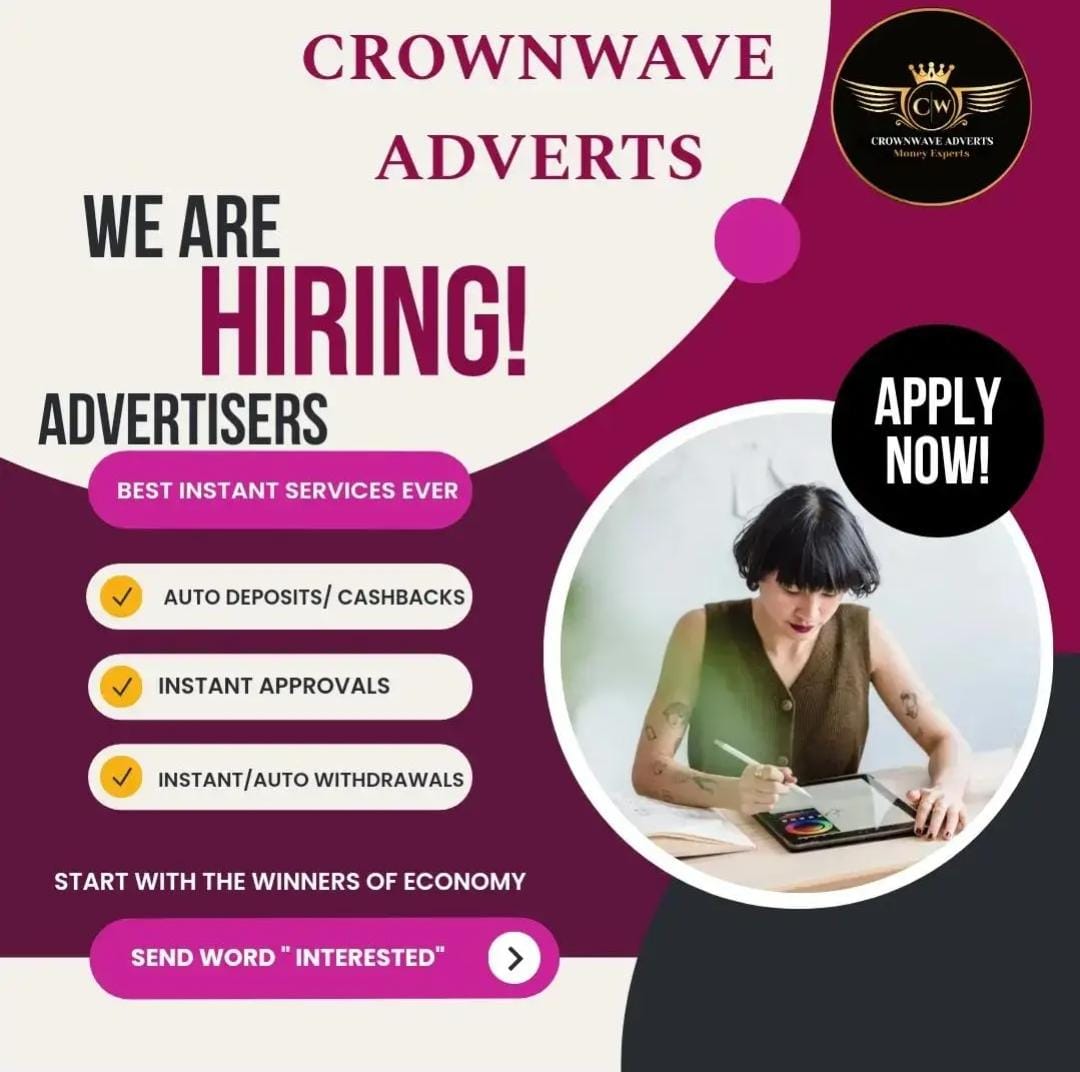 CROWNWAVE
ADVERTS
C|W
CROWNWAVE ADVERTS
Money Experts
WE ARE
HIRING!
ADVERTISERS
APPLY
NOW!
BEST INSTANT SERVICES EVER
AUTO DEPOSITS/ CASHBACKS
INSTANT APPROVALS
INSTANT/AUTO WITHDRAWALS
START WITH THE WINNERS OF ECONOMY
SEND WORD " INTERESTED"